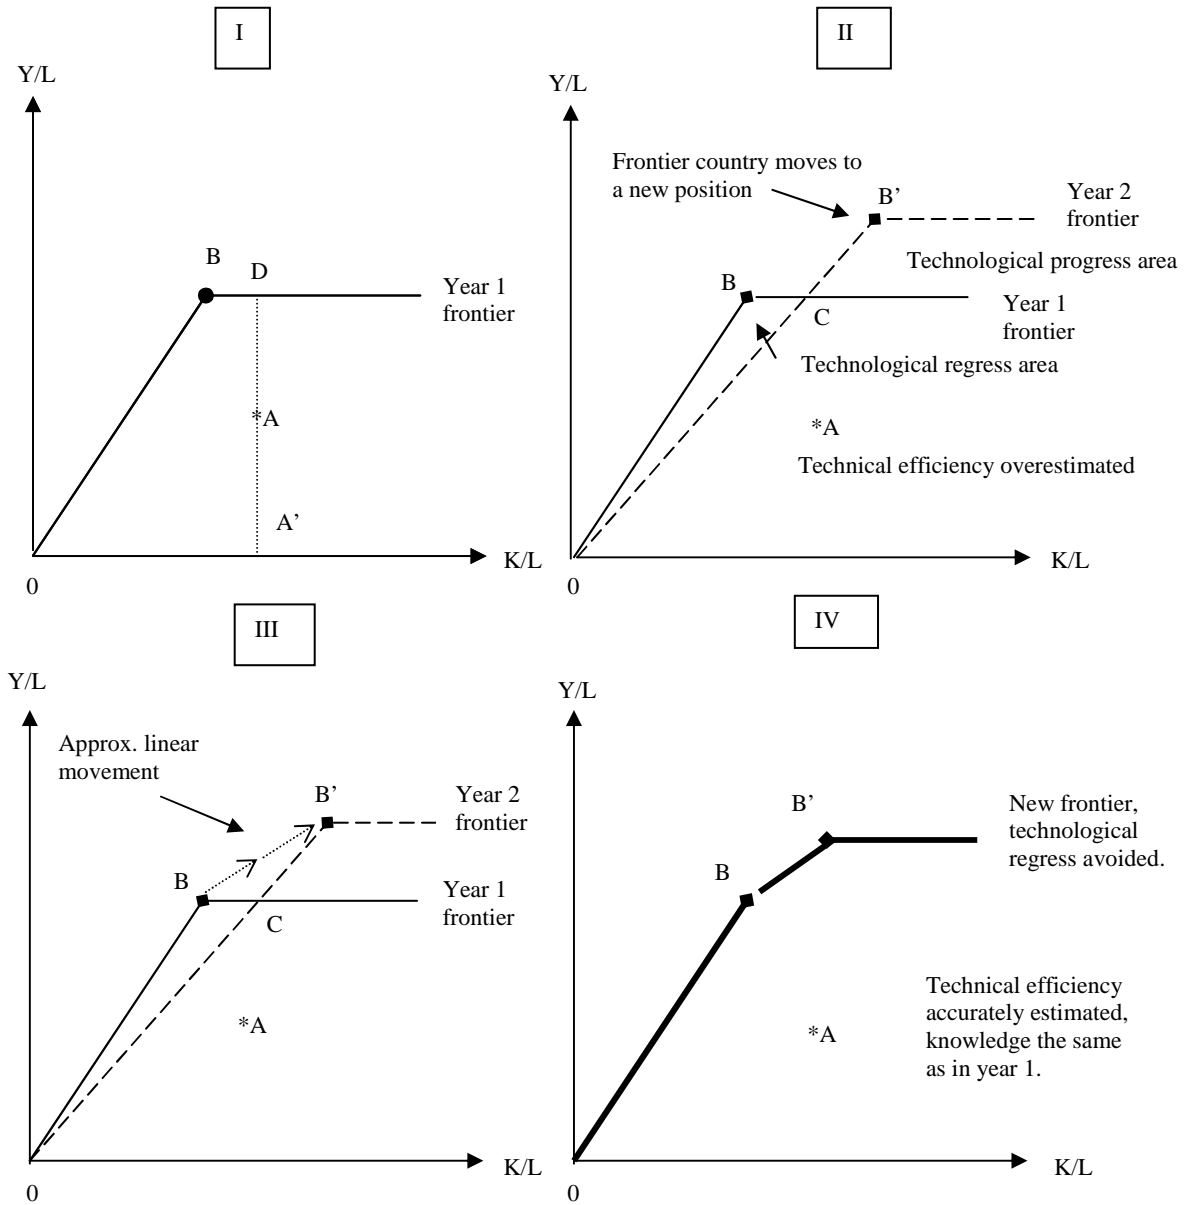 I
Y/L
B
D
Year 1
frontier
*A
A’
K/L
0
II
Y/L
Frontier country moves to
a new position
B’
Year 2
frontier
Technological progress area
B
Year 1
frontier
C
Technological regress area
*A
Technical efficiency overestimated
K/L
0
III
Y/L
Approx. linear
movement
B’
Year 2
frontier
B
Year 1
frontier
C
*A
K/L
0
IV
Y/L
B’
New frontier,
technological
regress avoided.
B
Technical efficiency
accurately estimated,
knowledge the same
as in year 1.
*A
K/L
0